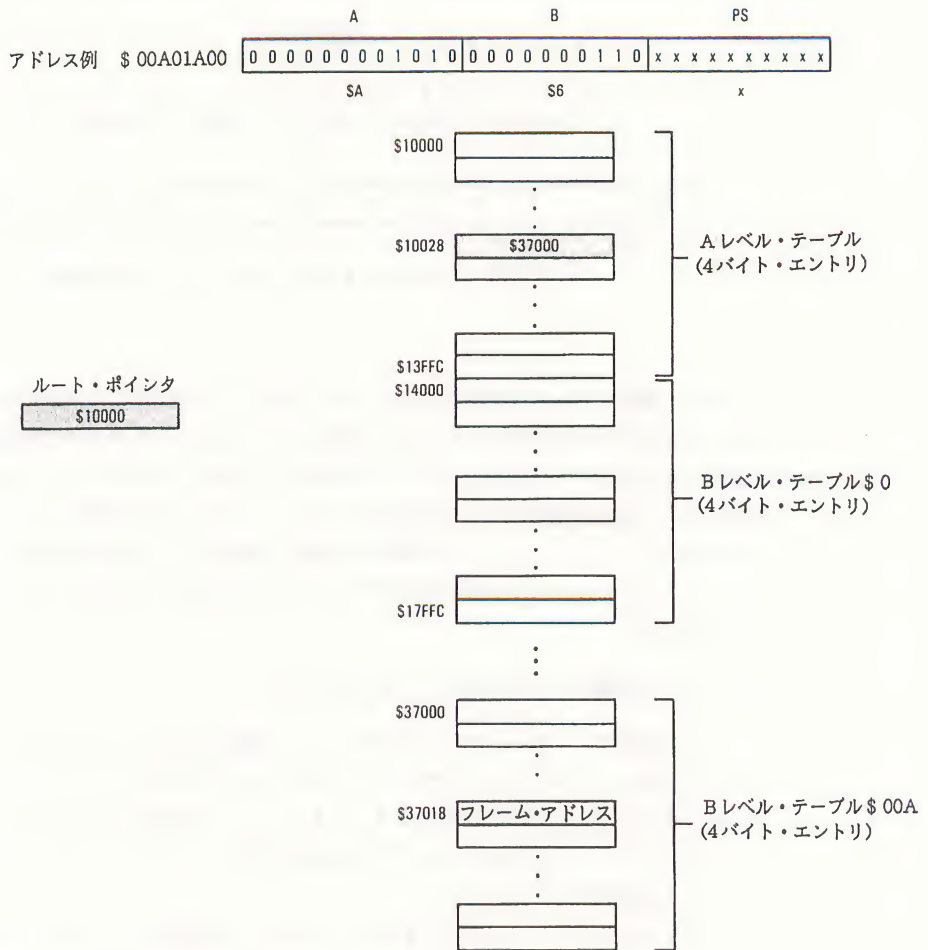 A B PS
アドレス例 $00A01A00 0 0 0 0 0 0 0 0 1 0 1 0 0 0 0 0 0 0 0 1 1 0 x x x x x x x x x x
$A $6 x
$10000
$10028 $37000
Aレベル・テーブル
(4バイト・エントリ)
$13FFC
$14000
ルート・ポインタ
$10000
Bレベル・テーブル$0
(4バイト・エントリ)
$17FFC
$37000
$37018 フレーム・アドレス
Bレベル・テーブル$00A
(4バイト・エントリ)